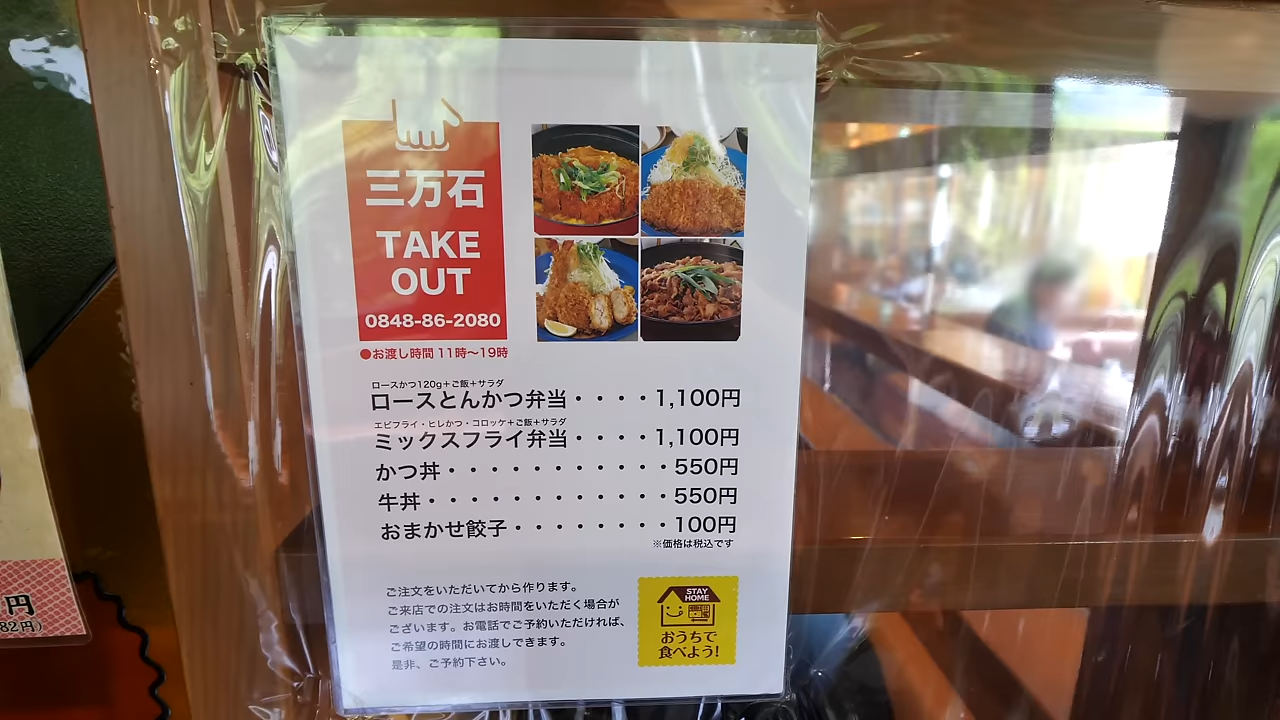 三万石
TAKE
OUT
0848-86-2080
●お渡し時間 11時〜19時
ロースかつ120g＋ご飯＋サラダ
ロースとんかつ弁当・・・・1,100円
エビフライ・ヒレかつ・コロッケ＋ご飯＋サラダ
ミックスフライ弁当・・・・1,100円
かつ丼・・・・・・・・・・・・550円
牛丼・・・・・・・・・・・・・550円
おまかせ餃子・・・・・・・・100円
※価格は税込です
ご注文をいただいてから作ります。
ご来店での注文はお時間をいただく場合が
ございます。お電話でご予約いただければ、
ご希望の時間にお渡しできます。
是非、ご予約下さい。
STAY
HOME
おうちで
食べよう!
円
82円)